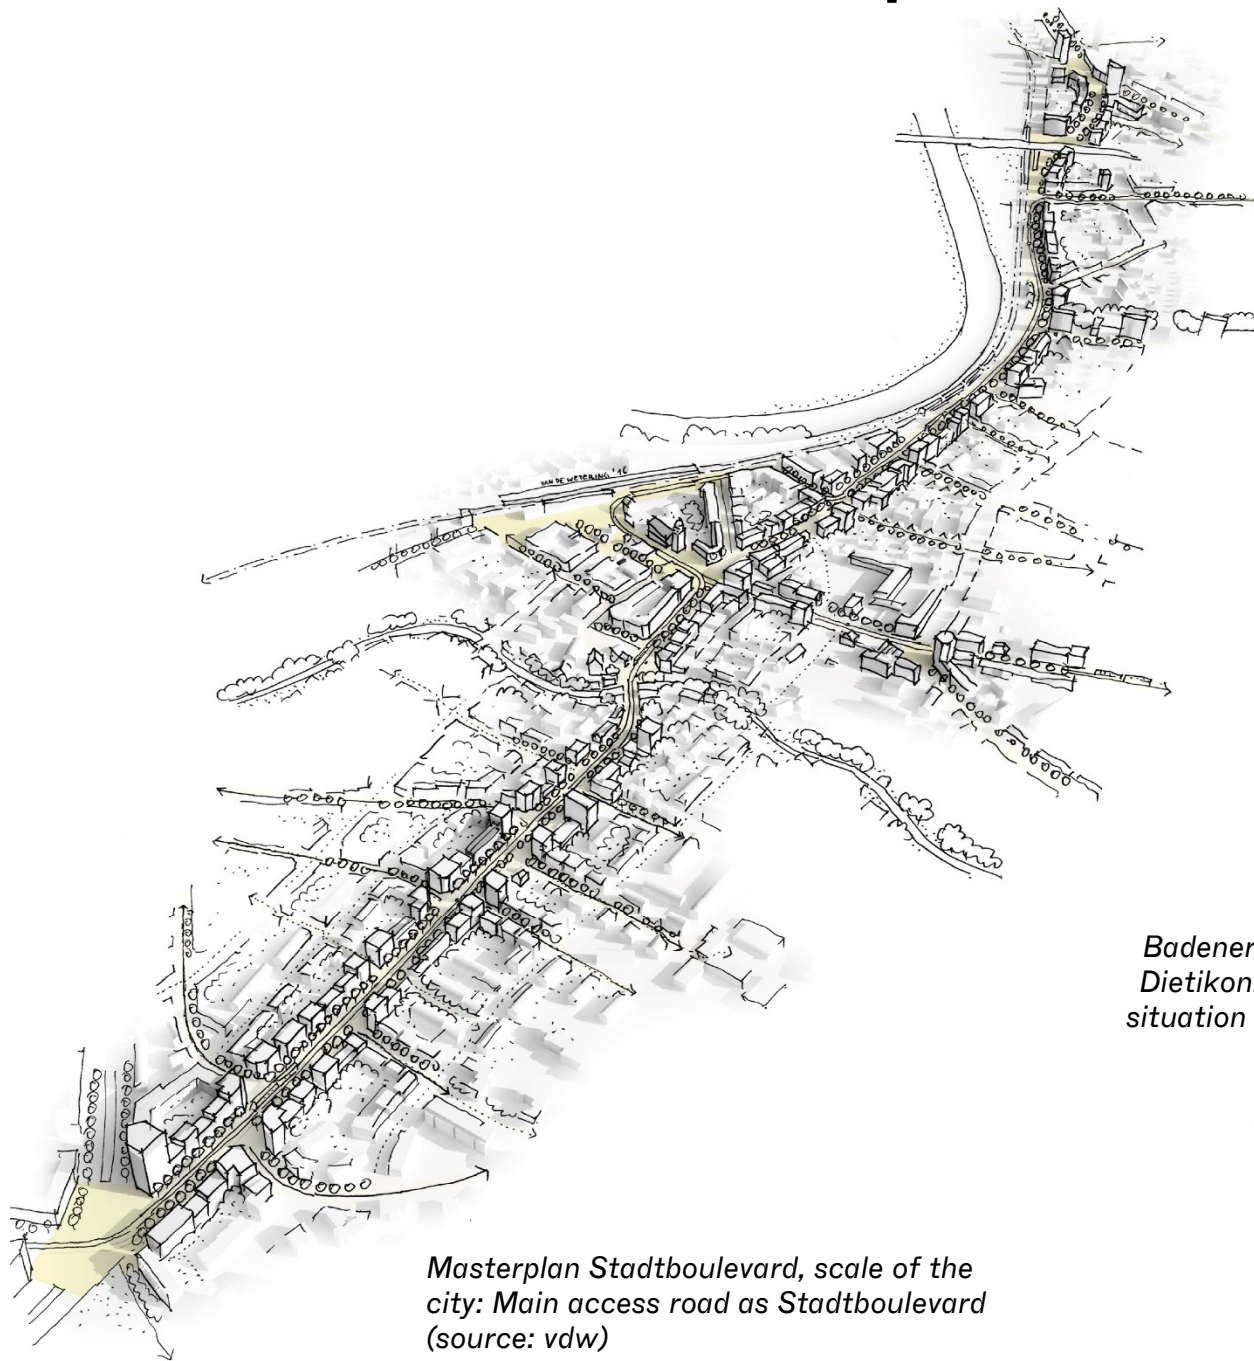 VAN DE WETERING '16
Badener
Dietikon:
situation
Masterplan Stadtboulevard, scale of the
city: Main access road as Stadtboulevard
(source: vdw)